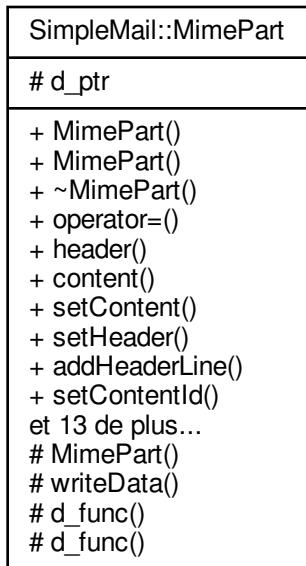 SimpleMail::MimePart
# d_ptr
+ MimePart()
+ MimePart()
+ ~MimePart()
+ operator=()
+ header()
+ content()
+ setContent()
+ setHeader()
+ addHeaderLine()
+ setContentId()
et 13 de plus...
# MimePart()
# writeData()
# d_func()
# d_func()